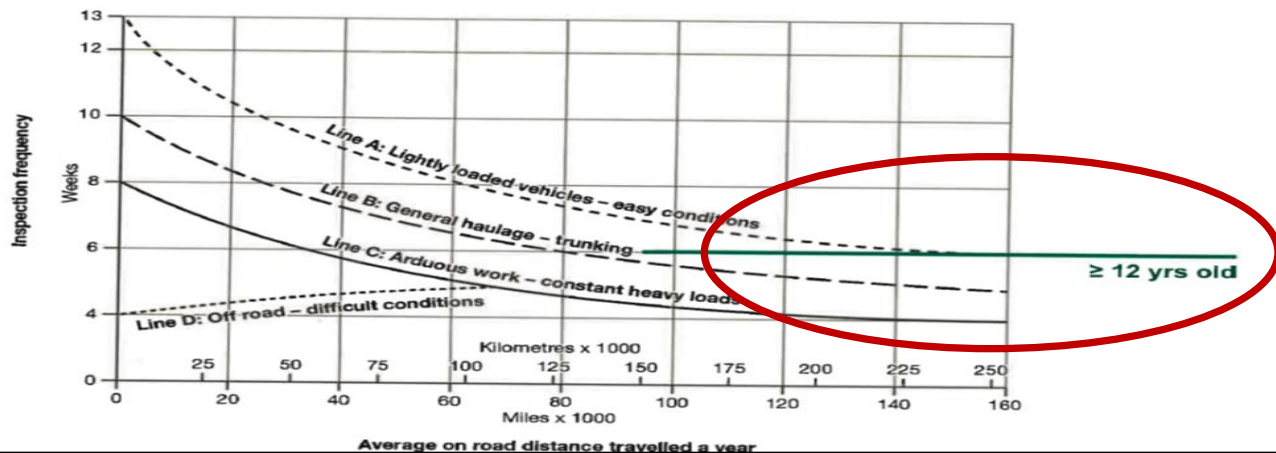 13
12
10
8
6
4
0
Inspection frequency
Weeks
Line A: Lightly loaded vehicles – easy conditions
Line B: General haulage – trunking
Line C: Arduous work – constant heavy loads
Line D: Off road – difficult conditions
≥ 12 yrs old
Kilometres x 1000
25 50 75 100 125 150 175 200 225 250
0 20 40 60 80 100 120 140 160
Miles x 1000
Average on road distance travelled a year